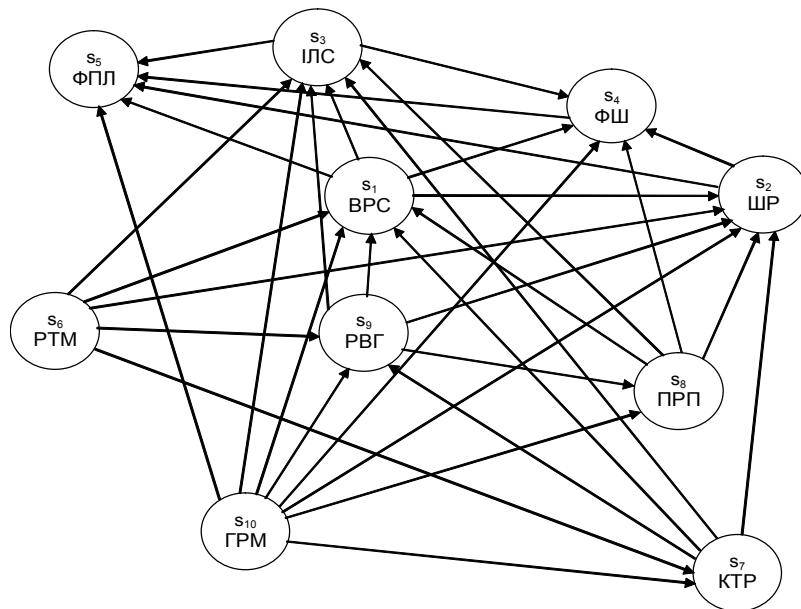 s3
ІЛС
s5
ФПЛ
s4
ФШ
s1
ВРС
s2
ШР
s6
РТМ
s9
РВГ
s8
ПРП
s10
ГРМ
s7
КТР